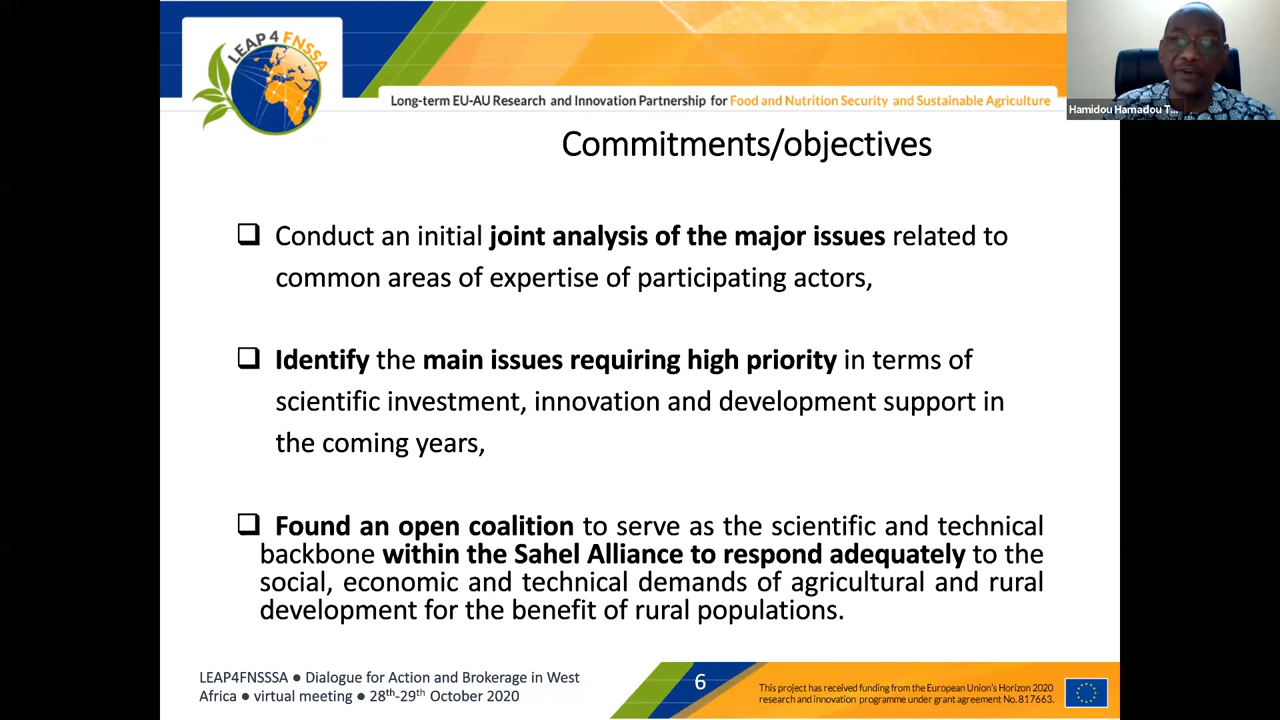 LEAP 4 FNSSA
Long-term EU-AU Research and Innovation Partnership for Food and Nutrition Security and Sustainable Agriculture
Hamidou Hamadou T...
Commitments/objectives
❑ Conduct an initial joint analysis of the major issues related to
common areas of expertise of participating actors,
❑ Identify the main issues requiring high priority in terms of
scientific investment, innovation and development support in
the coming years,
❑ Found an open coalition to serve as the scientific and technical
backbone within the Sahel Alliance to respond adequately to the
social, economic and technical demands of agricultural and rural
development for the benefit of rural populations.
LEAP4FNSSSA ● Dialogue for Action and Brokerage in West
Africa ● virtual meeting ● 28th-29th October 2020
6
This project has received funding from the European Union's Horizon 2020
research and innovation programme under grant agreement No. 817663.